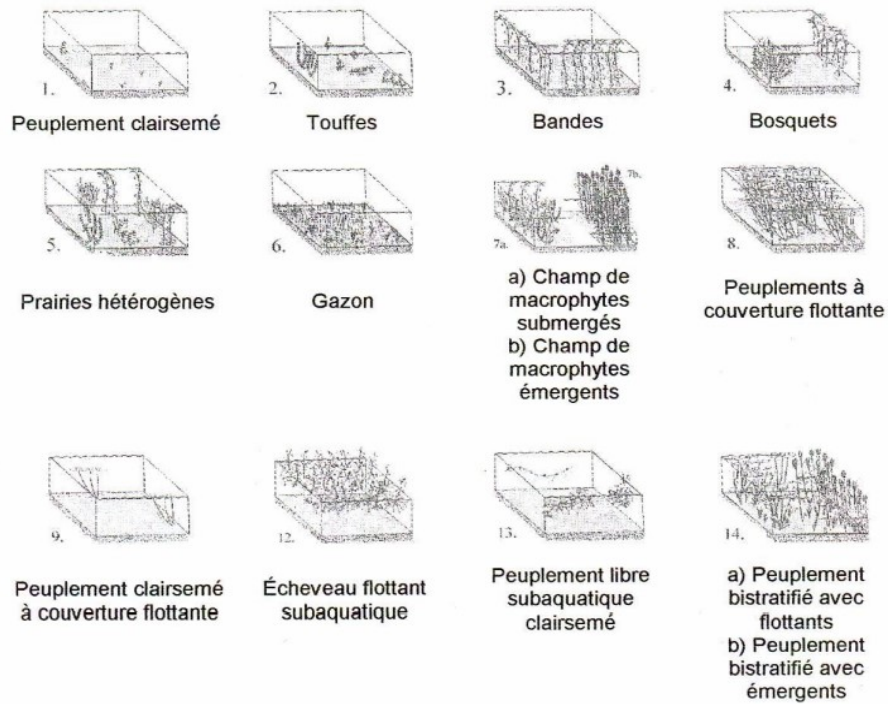 1.
Peuplement clairsemé
2.
Touffes
3.
Bandes
4.
Bosquets
5.
Prairies hétérogènes
6.
Gazon
7a.
7b.
a) Champ de
macrophytes
submergés
b) Champ de
macrophytes
émergents
8.
Peuplements à
couverture flottante
9.
Peuplement clairsemé
à couverture flottante
12.
Écheveau flottant
subaquatique
13.
Peuplement libre
subaquatique
clairsemé
14.
a) Peuplement
bistratifié avec
flottants
b) Peuplement
bistratifié avec
émergents